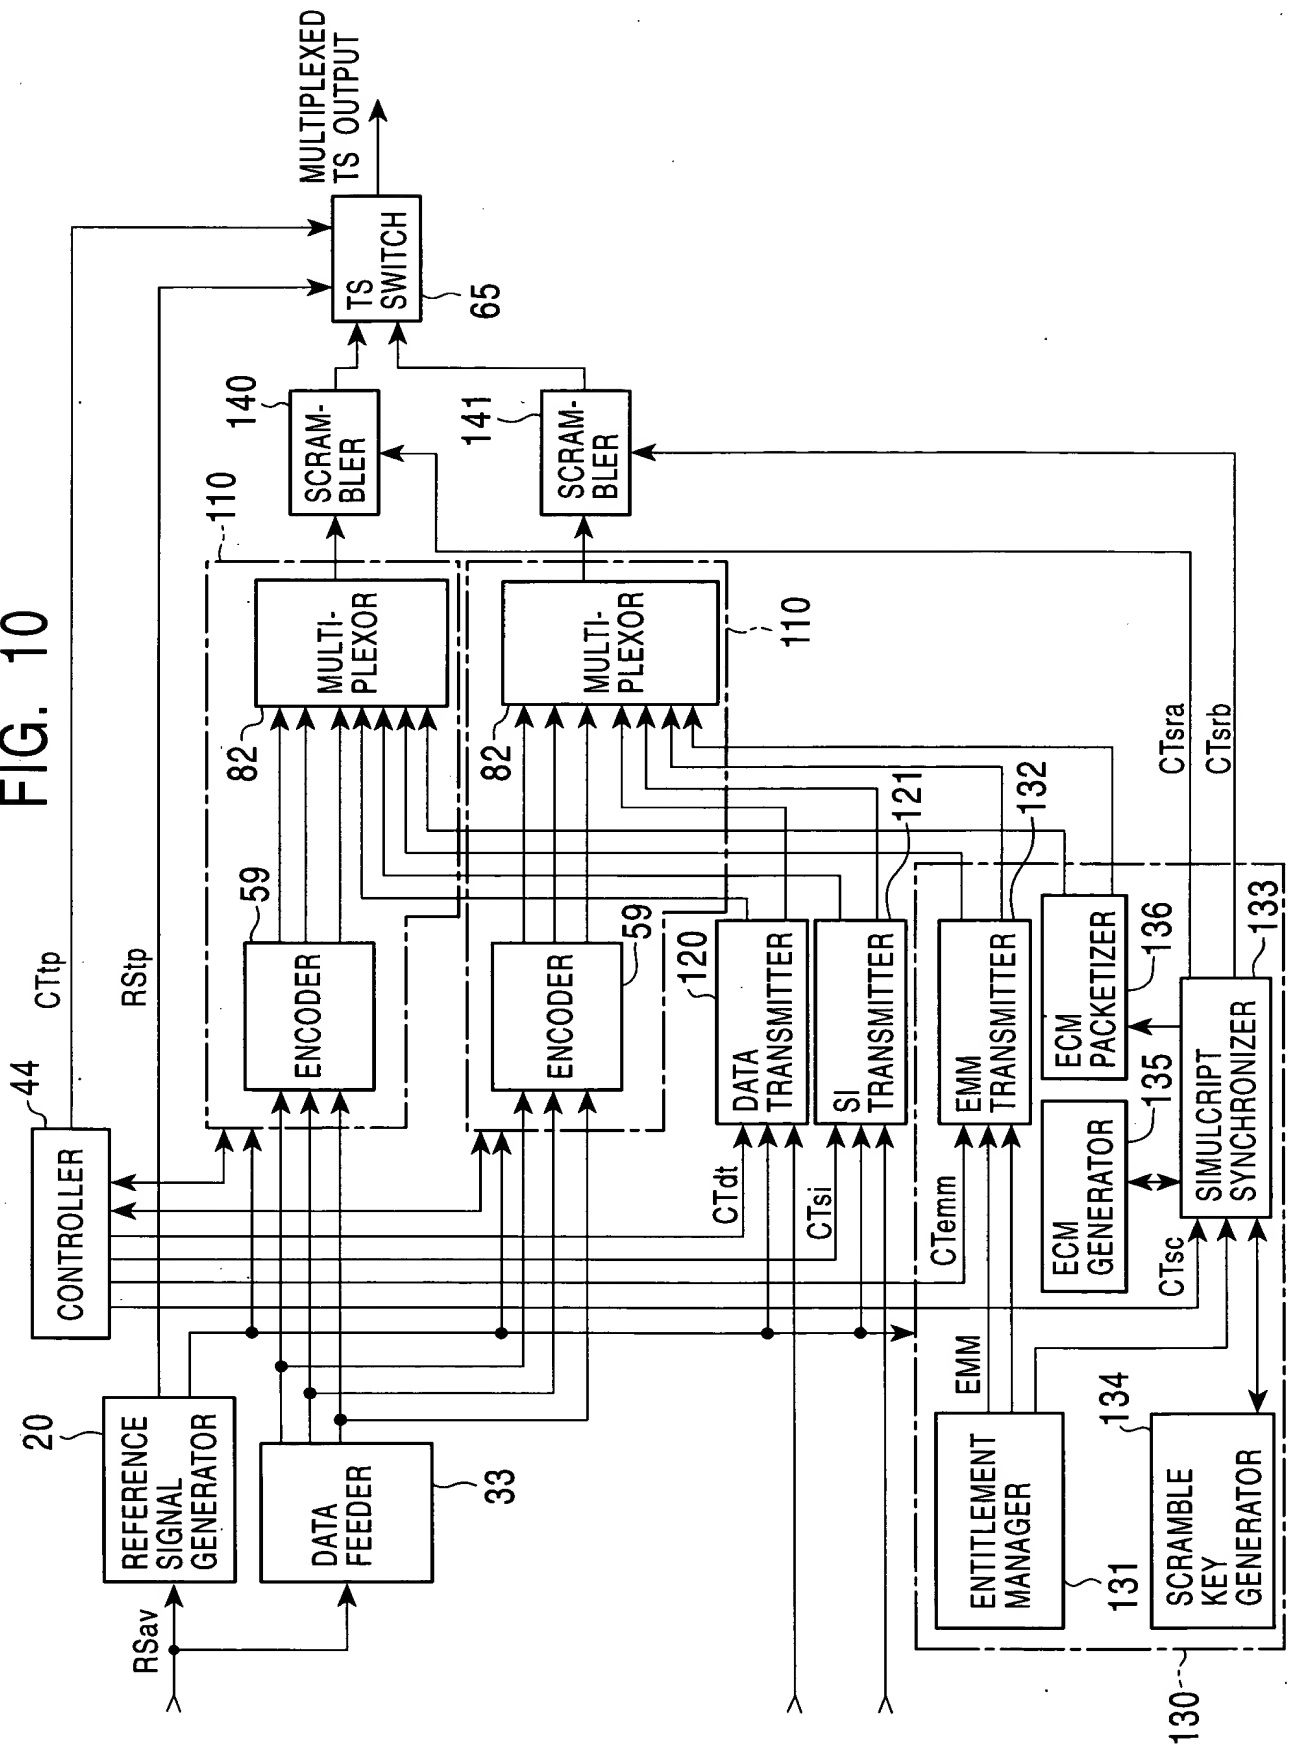 FIG. 10
MULTIPLEXED
TS OUTPUT
CTtp
RStp
44
CONTROLLER
20
REFERENCE
SIGNAL
GENERATOR
RSav
DATA
FEEDER
33
110
59
ENCODER
82
MULTI-
PLEXOR
140
SCRAM-
BLER
TS
SWITCH
65
59
ENCODER
82
MULTI-
PLEXOR
110
141
SCRAM-
BLER
CTdt
120
DATA
TRANSMITTER
CTsi
SI
TRANSMITTER
121
CTemm
EMM
EMM
TRANSMITTER
132
ENTITLEMENT
MANAGER
131
ECM
GENERATOR
135
ECM
PACKETIZER
136
CTsc
SIMULCRIPT
SYNCHRONIZER
133
134
SCRAMBLE
KEY
GENERATOR
130
CTsra
CTsrb